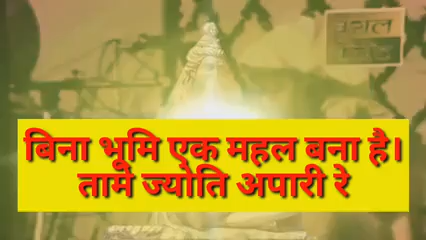 बिना भूमि एक महल बना है।
तामे ज्योति अपारी रे